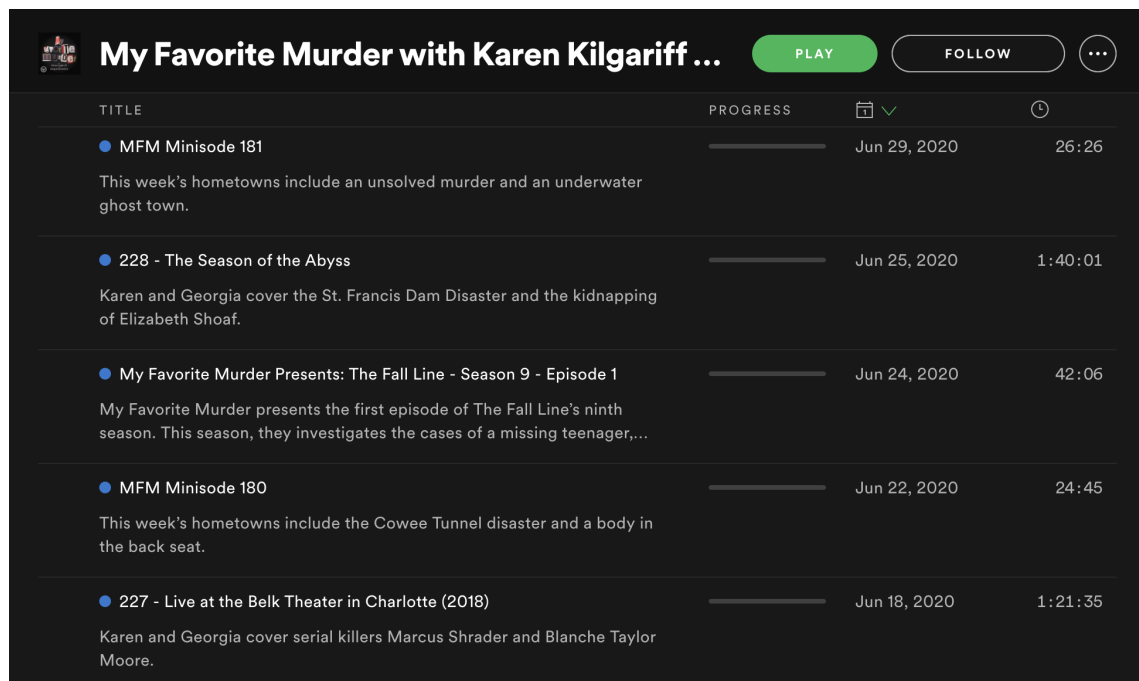 My Favorite Murder with Karen Kilgariff ...
PLAY
FOLLOW
TITLE
PROGRESS
1
MFM Minisode 181
Jun 29, 2020
26:26
This week’s hometowns include an unsolved murder and an underwater
ghost town.
228 - The Season of the Abyss
Jun 25, 2020
1:40:01
Karen and Georgia cover the St. Francis Dam Disaster and the kidnapping
of Elizabeth Shoaf.
My Favorite Murder Presents: The Fall Line - Season 9 - Episode 1
Jun 24, 2020
42:06
My Favorite Murder presents the first episode of The Fall Line’s ninth
season. This season, they investigates the cases of a missing teenager,...
MFM Minisode 180
Jun 22, 2020
24:45
This week’s hometowns include the Cowee Tunnel disaster and a body in
the back seat.
227 - Live at the Belk Theater in Charlotte (2018)
Jun 18, 2020
1:21:35
Karen and Georgia cover serial killers Marcus Shrader and Blanche Taylor
Moore.